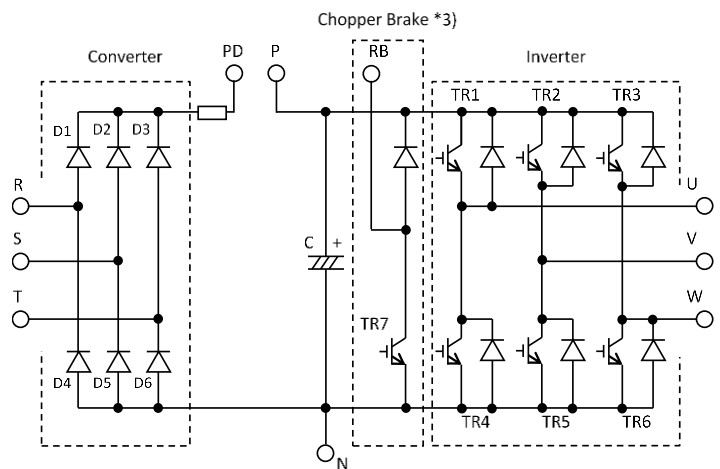 Chopper Brake *3)
Converter
PD
P
RB
Inverter
TR1
TR2
TR3
D1
D2
D3
R
U
S
C
+
V
T
W
TR7
D4
D5
D6
TR4
TR5
TR6
N